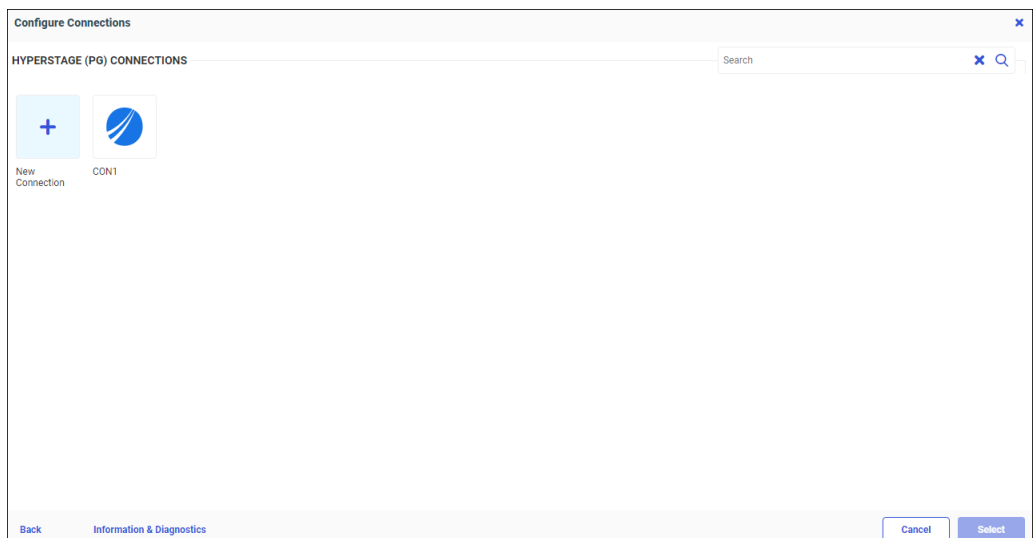 Configure Connections
HYPERSTAGE (PG) CONNECTIONS
Search
New
Connection
CON1
Back
Information & Diagnostics
Cancel
Select